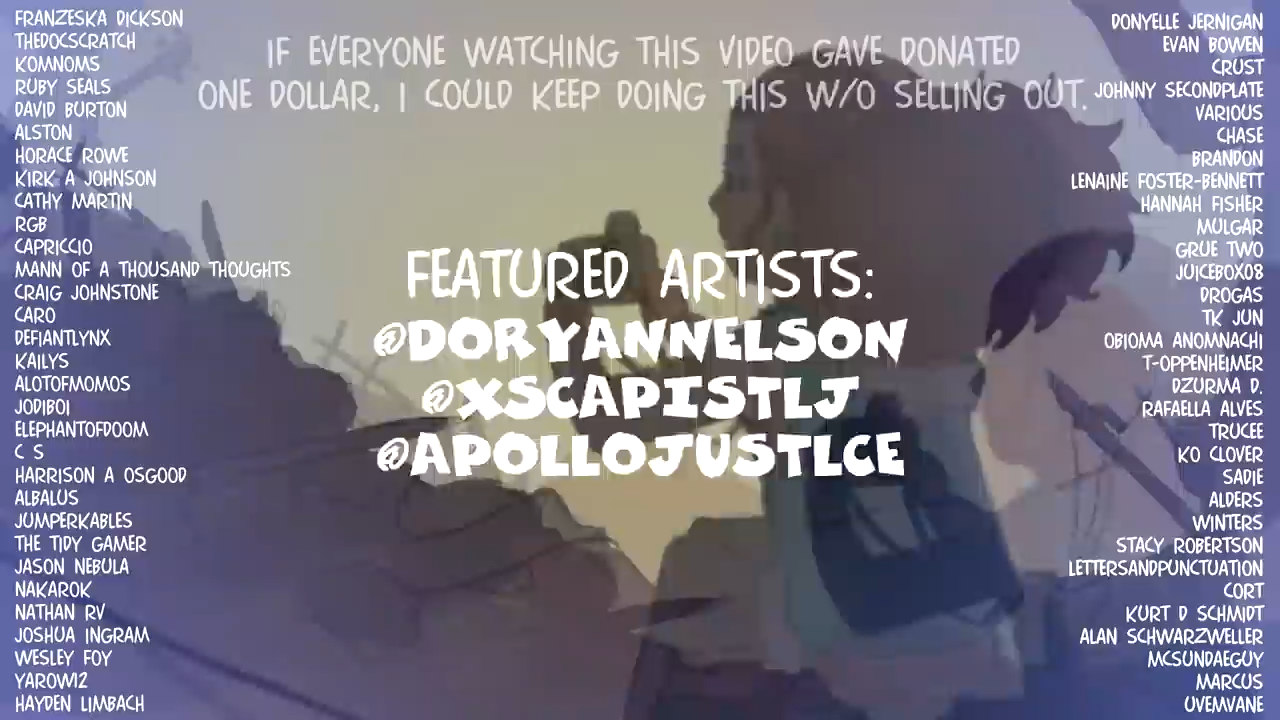 FRANZESKA DICKSON
THEDOCSCRATCH
KOMNOMS
RUBY SEALS
DAVID BURTON
ALSTON
HORACE ROWE
KIRK A JOHNSON
CATHY MARTIN
RGB
CAPRICCIO
MANN OF A THOUSAND THOUGHTS
CRAIG JOHNSTONE
CARO
DEFIANTLYNX
KAILYS
ALOTOFMOMOS
JODIBOI
ELEPHANTOFDOOM
C S
HARRISON A OSGOOD
ALBALUS
JUMPERKABLES
THE TIDY GAMER
JASON NEBULA
NAKAROK
NATHAN RV
JOSHUA INGRAM
WESLEY FOY
YAROW12
HAYDEN LIMBACH
IF EVERYONE WATCHING THIS VIDEO GAVE DONATED
ONE DOLLAR, I COULD KEEP DOING THIS W/O SELLING OUT.
FEATURED ARTISTS:
@DORYANNELSON
@XSCAPISTLJ
@APOLLOJUSTLCE
DONYELLE JERNIGAN
EVAN BOWEN
CRUST
JOHNNY SECONDPLATE
VARIOUS
CHASE
BRANDON
LENAINE FOSTER-BENNETT
HANNAH FISHER
MULGAR
GRUE TWO
JUICEBOX08
DROGAS
TK JUN
OBIOMA ANOMNACHI
T-OPPENHEIMER
DZURMA D.
RAFAELLA ALVES
TRUCEE
KO CLOVER
SADIE
ALDERS
WINTERS
STACY ROBERTSON
LETTERSANDPUNCTUATION
CORT
KURT D SCHMIDT
ALAN SCHWARZWELLER
MCSUNDAEGUY
MARCUS
UVEMVANE